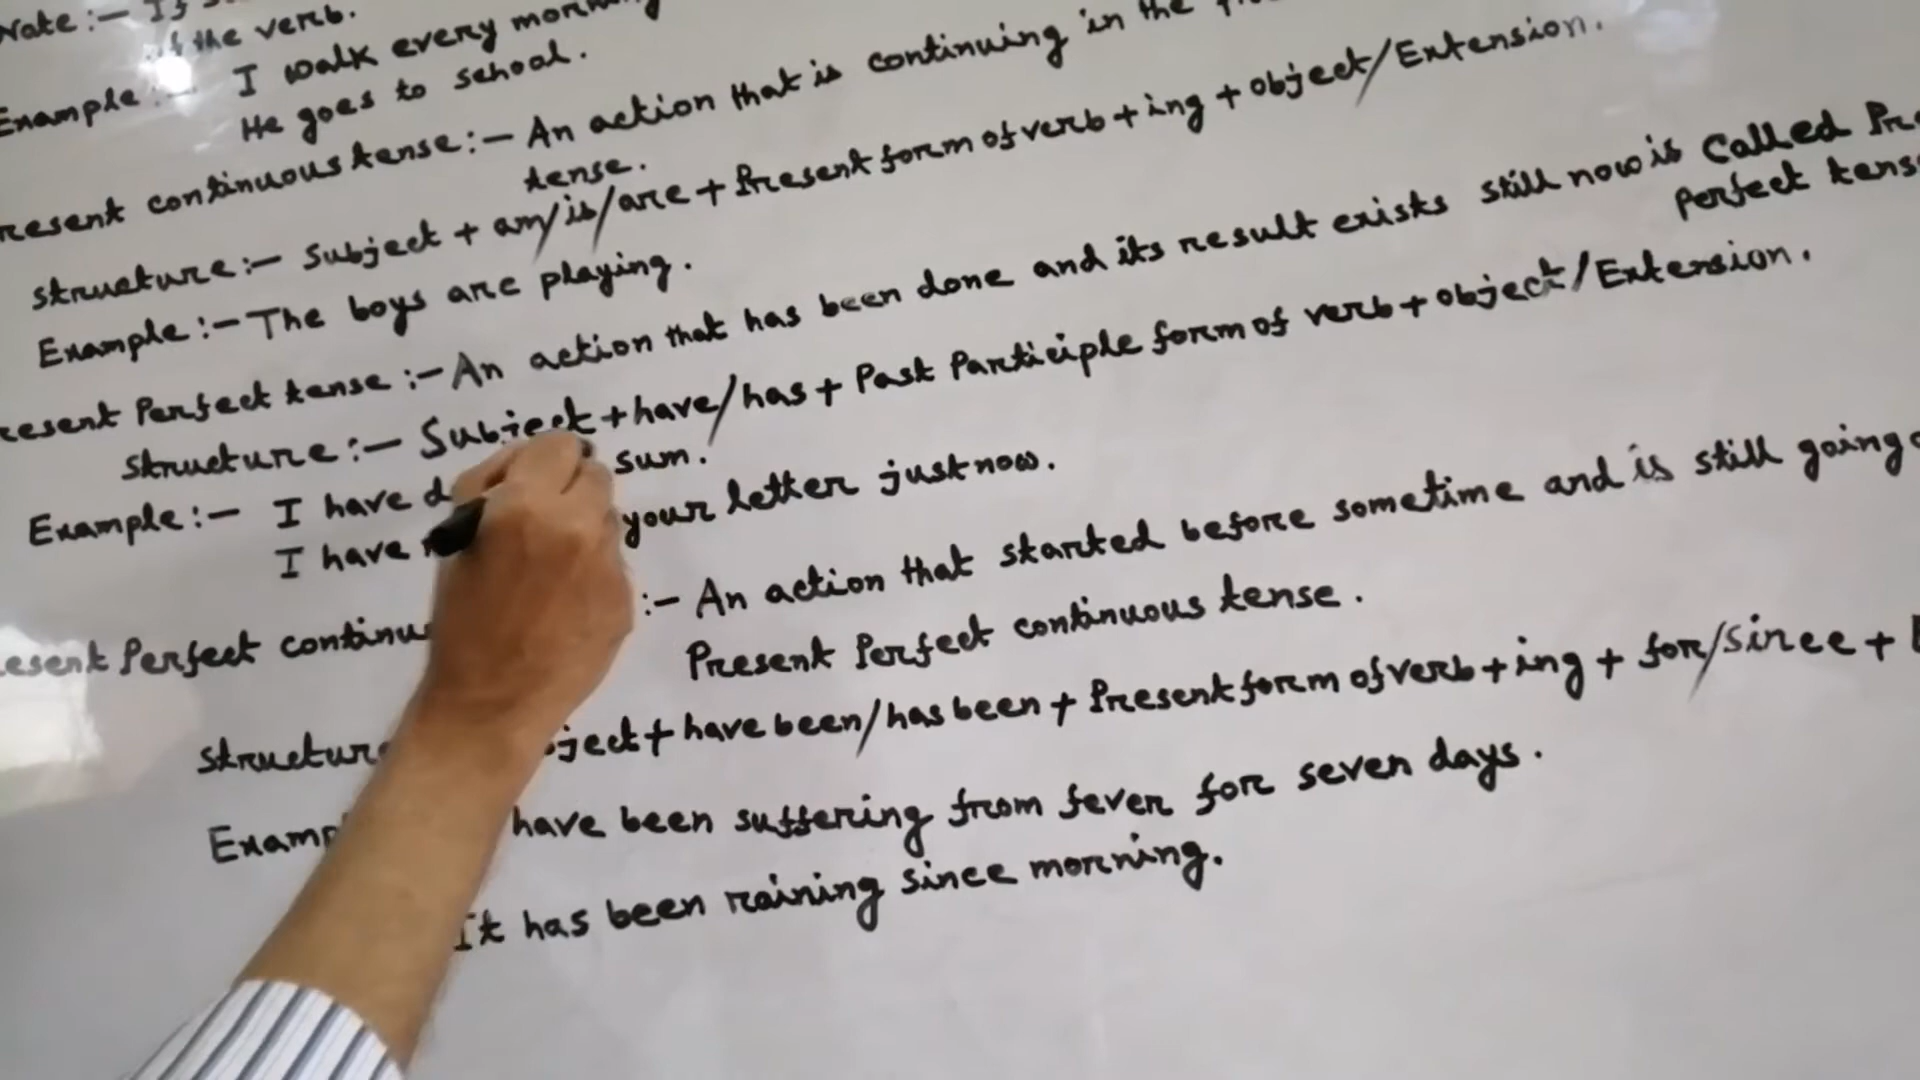 Note :-
of the verb.
Example :- I walk every
He goes to school.
Present continuous tense :- An action that is continuing in the
tense.
Structure :- Subject + am/is/are + Present form of verb + ing + object/Extension.
Example :- The boys are playing.
Present Perfect tense :- An action that has been done and its result exists still now is called
Perfect tense
Structure :- Subject + have/has + Past Participle form of verb + object/Extension.
Example :- I have sum.
I have your letter just now.
Present Perfect :- An action that started before sometime and is still going
Present Perfect continuous tense.
Structure + have been/has been + Present form of verb + ing + for/since +
have been suffering from fever for seven days.
It has been raining since morning.